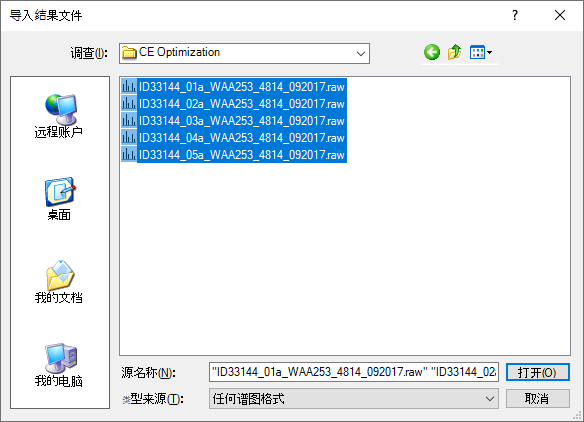 导入结果文件
调查(I):
CE Optimization
ID33144_01a_WAA253_4814_092017.raw
ID33144_02a_WAA253_4814_092017.raw
ID33144_03a_WAA253_4814_092017.raw
ID33144_04a_WAA253_4814_092017.raw
ID33144_05a_WAA253_4814_092017.raw
远程账户
桌面
我的文档
我的电脑
源名称(N):
"ID33144_01a_WAA253_4814_092017.raw" "ID33144_02a
打开(O)
类型来源(T):
任何谱图格式
取消